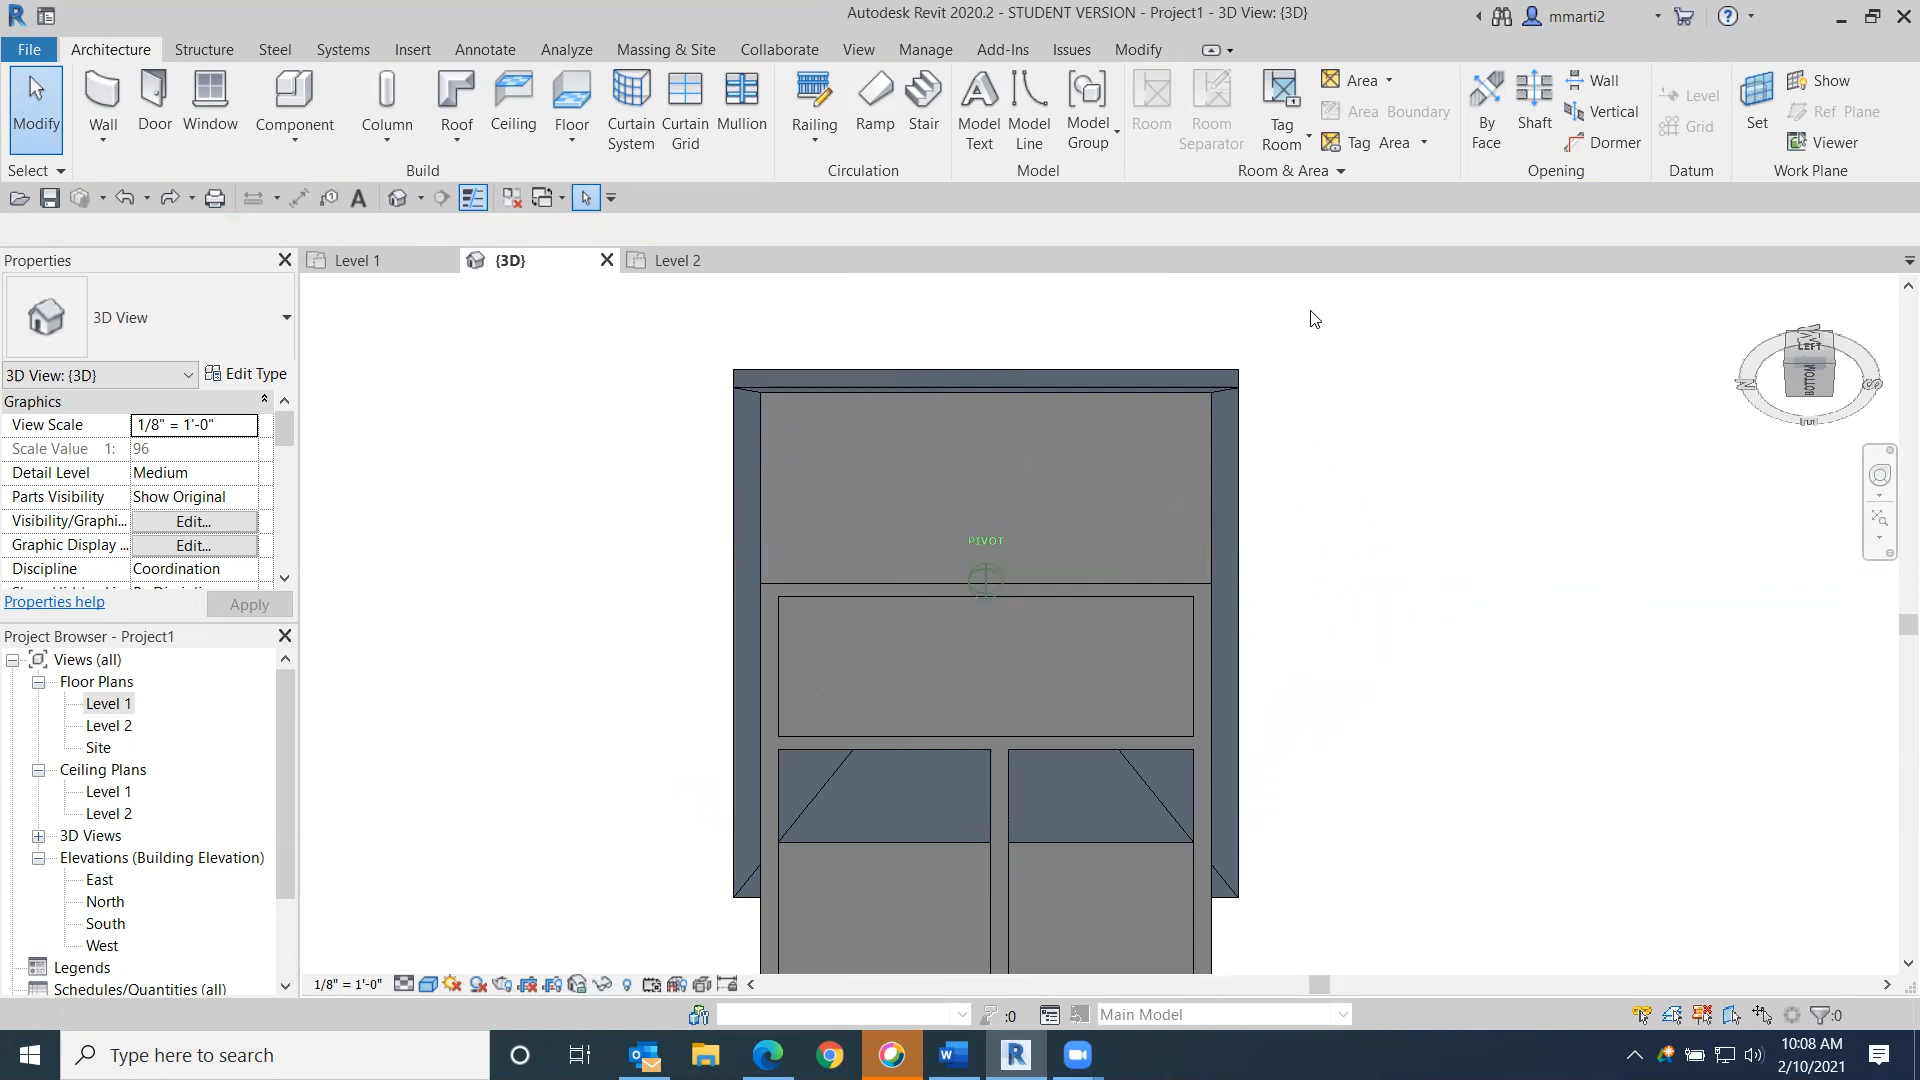 Autodesk Revit 2020.2 - STUDENT VERSION - Project1 - 3D View: {3D}
mmarti2
File Architecture Structure Steel Systems Insert Annotate Analyze Massing & Site Collaborate View Manage Add-Ins Issues Modify
Modify
Wall
Door
Window
Component
Column
Roof
Ceiling
Floor
Curtain System
Curtain Grid
Mullion
Railing
Ramp
Stair
Model Text
Model Line
Model Group
Room
Room Separator
Tag Room
Area
Area Boundary
Tag Area
By Face
Shaft
Wall
Vertical
Dormer
Level
Grid
Set
Show
Ref Plane
Viewer
Select
Build
Circulation
Model
Room & Area
Opening
Datum
Work Plane
Properties
Level 1
{3D}
Level 2
3D View
3D View: {3D}
Edit Type
Graphics
View Scale 1/8" = 1'-0"
Scale Value 1: 96
Detail Level Medium
Parts Visibility Show Original
Visibility/Graphi... Edit...
Graphic Display ... Edit...
Discipline Coordination
Properties help
Apply
Project Browser - Project1
Views (all)
Floor Plans
Level 1
Level 2
Site
Ceiling Plans
Level 1
Level 2
3D Views
Elevations (Building Elevation)
East
North
South
West
Legends
Schedules/Quantities (all)
PIVOT
LEFT
BOTTOM
N
S
E
1/8" = 1'-0"
:0
Main Model
:0
Type here to search
10:08 AM
2/10/2021